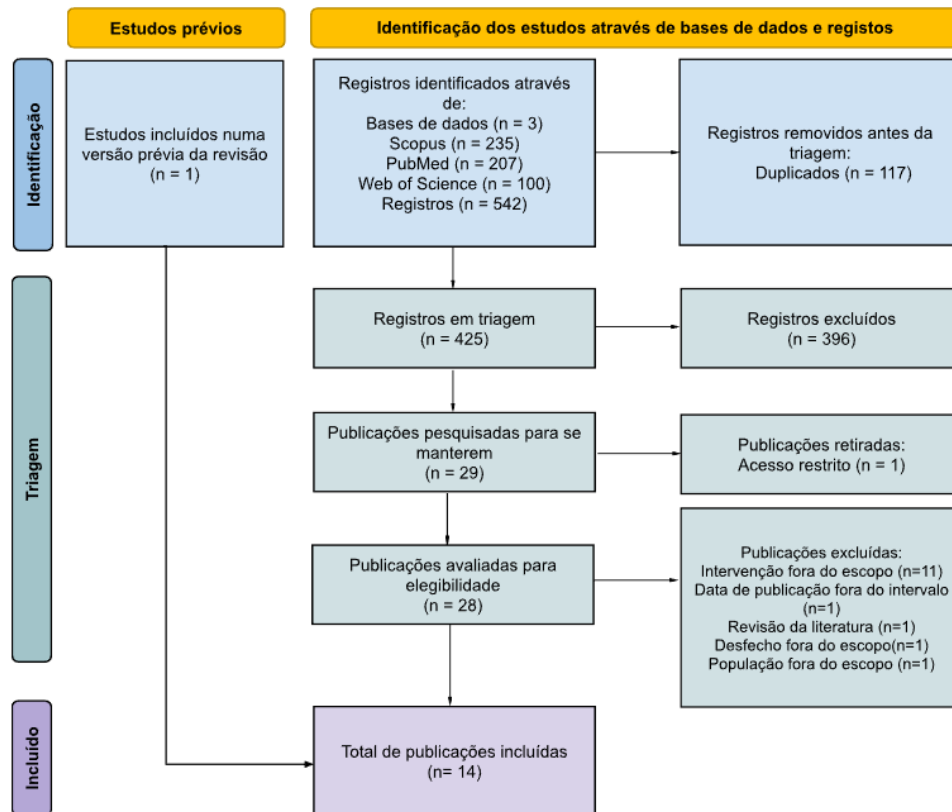 Estudos prévios
Identificação dos estudos através de bases de dados e registos
Identificação
Estudos incluídos numa
versão prévia da revisão
(n = 1)
Registros identificados através
de:
Bases de dados (n = 3)
Scopus (n = 235)
PubMed (n = 207)
Web of Science (n = 100)
Registros (n = 542)
Registros removidos antes da
triagem:
Duplicados (n = 117)
Triagem
Registros em triagem
(n = 425)
Registros excluídos
(n = 396)
Publicações pesquisadas para se
manterem
(n = 29)
Publicações retiradas:
Acesso restrito (n = 1)
Publicações avaliadas para
elegibilidade
(n = 28)
Publicações excluídas:
Intervenção fora do escopo (n=11)
Data de publicação fora do intervalo
(n=1)
Revisão da literatura (n=1)
Desfecho fora do escopo(n=1)
População fora do escopo (n=1)
Incluído
Total de publicações incluídas
(n= 14)